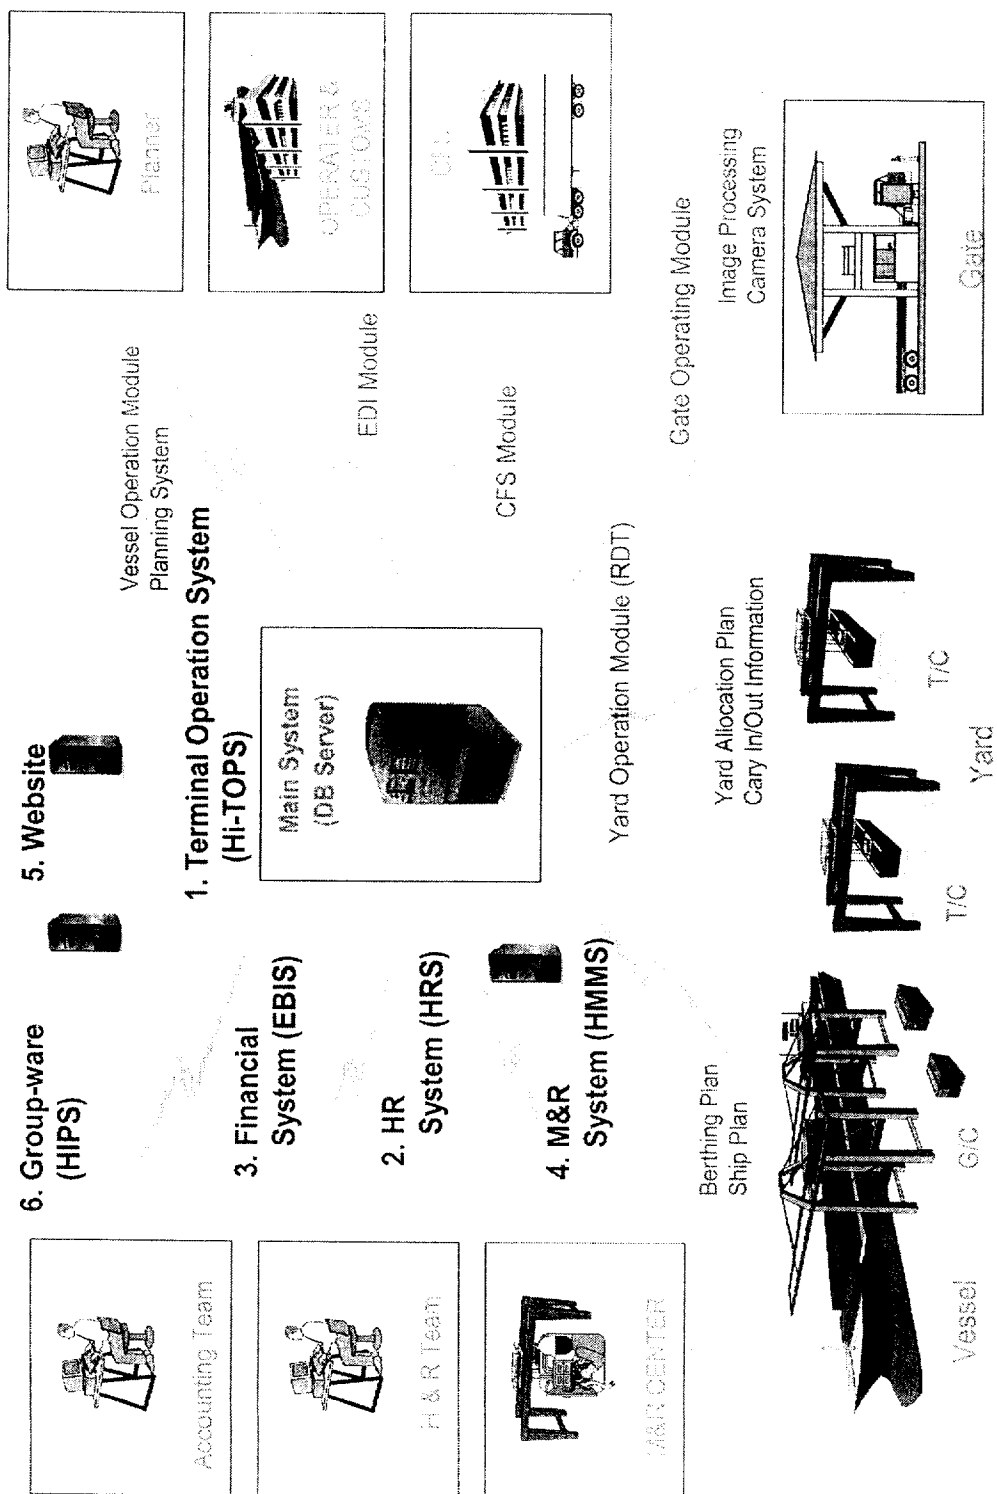 6. Group-ware
(HIPS)
5. Website
Accounting Team
3. Financial
System (EBIS)
1. Terminal Operation System
(Hi-TOPS)
Vessel Operation Module
Planning System
Planner
H & R Team
2. HR
System (HRS)
Main System
(DB Server)
EDI Module
OPERATER &
CUSTOMS
M&R CENTER
4. M&R
System (HMMS)
CFS Module
Yard Operation Module (RDT)
Gate Operating Module
Berthing Plan
Ship Plan
Yard Allocation Plan
Cary In/Out Information
Image Processing
Camera System
Vessel
G/C
T/C
T/C
Yard
Gate